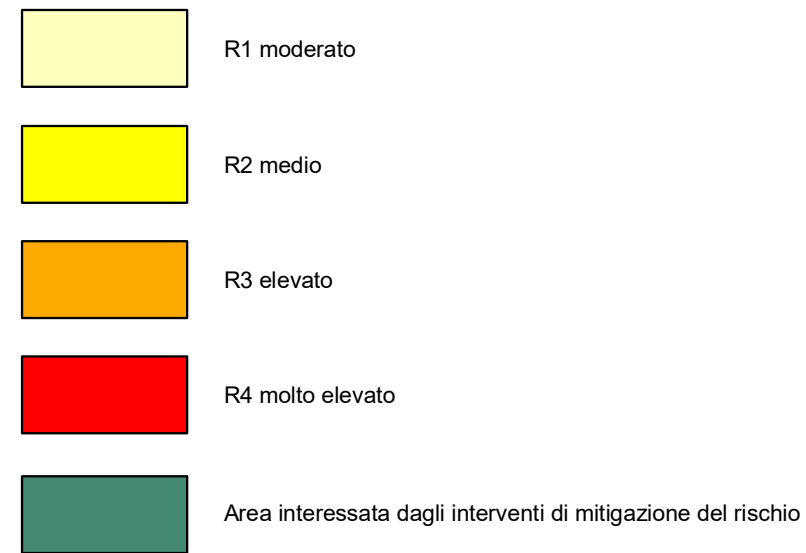 R1 moderato
R2 medio
R3 elevato
R4 molto elevato
Area interessata dagli interventi di mitigazione del rischio